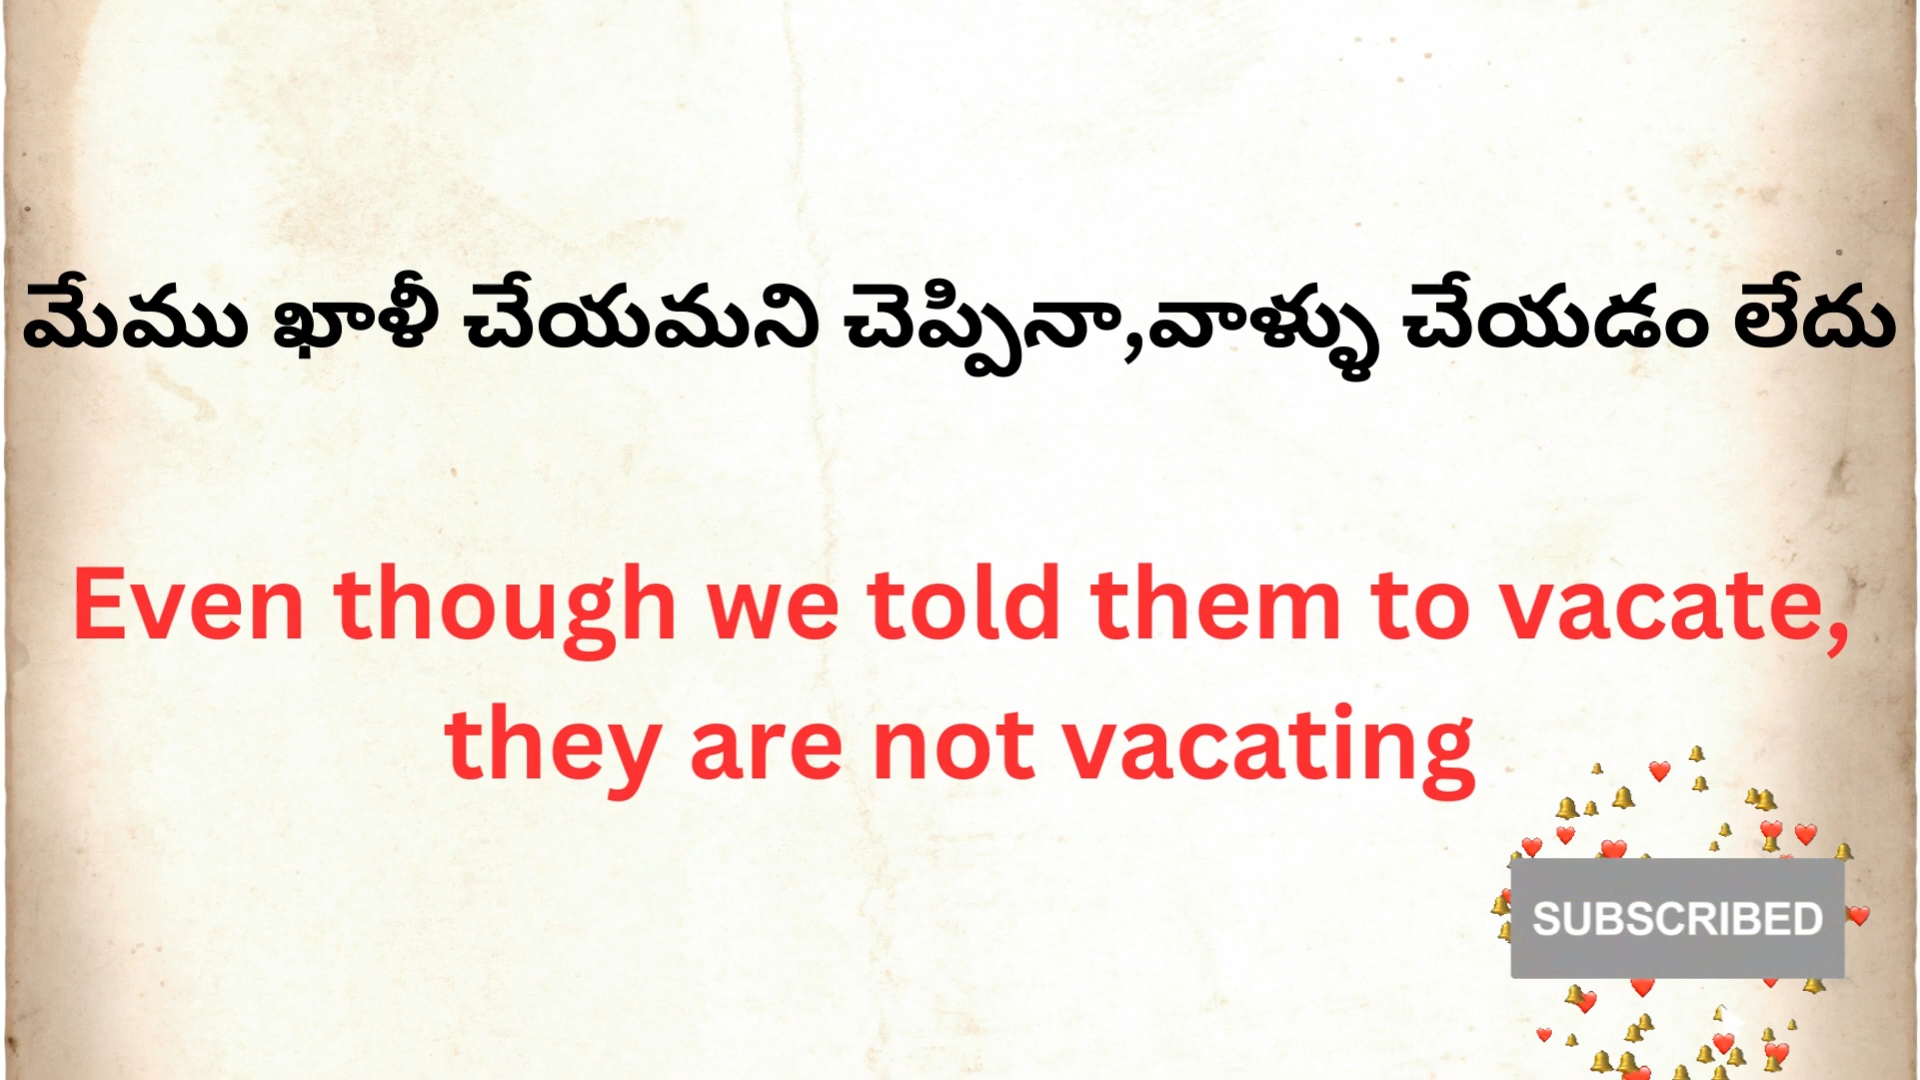 మేము ఖాళీ చేయమని చెప్పినా,వాళ్ళు చేయడం లేదు
Even though we told them to vacate,
they are not vacating
SUBSCRIBED